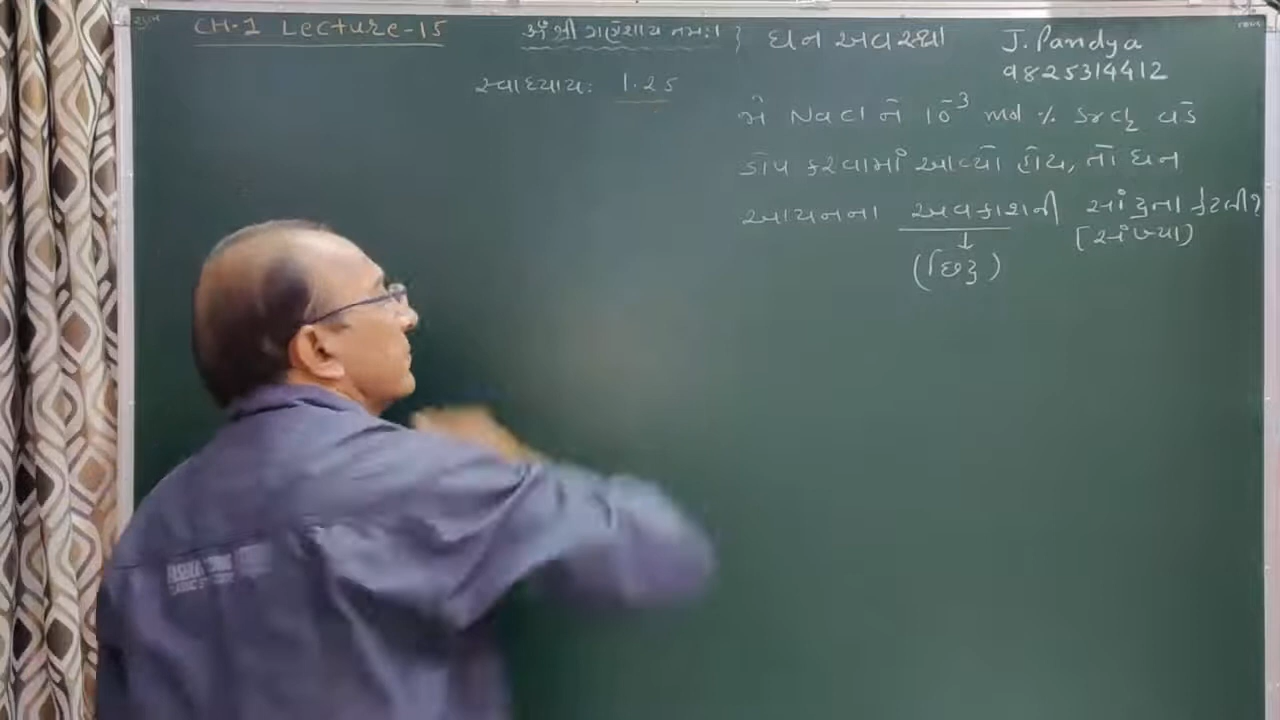 CH-1 Lecture-15
ૐ શ્રી ગણેશાય નમઃ।
ઘન અવસ્થા
J. Pandya
9825314412
સ્વાધ્યાય: 1.25
જો NaCl ને 10⁻³ mol % SrCl₂ વડે
ડોપ કરવામાં આવ્યો હોય, તો ધન
આયનના અવકાશની સાંદ્રતા કેટલી?
[સંખ્યા]
↓
(છિદ્ર)